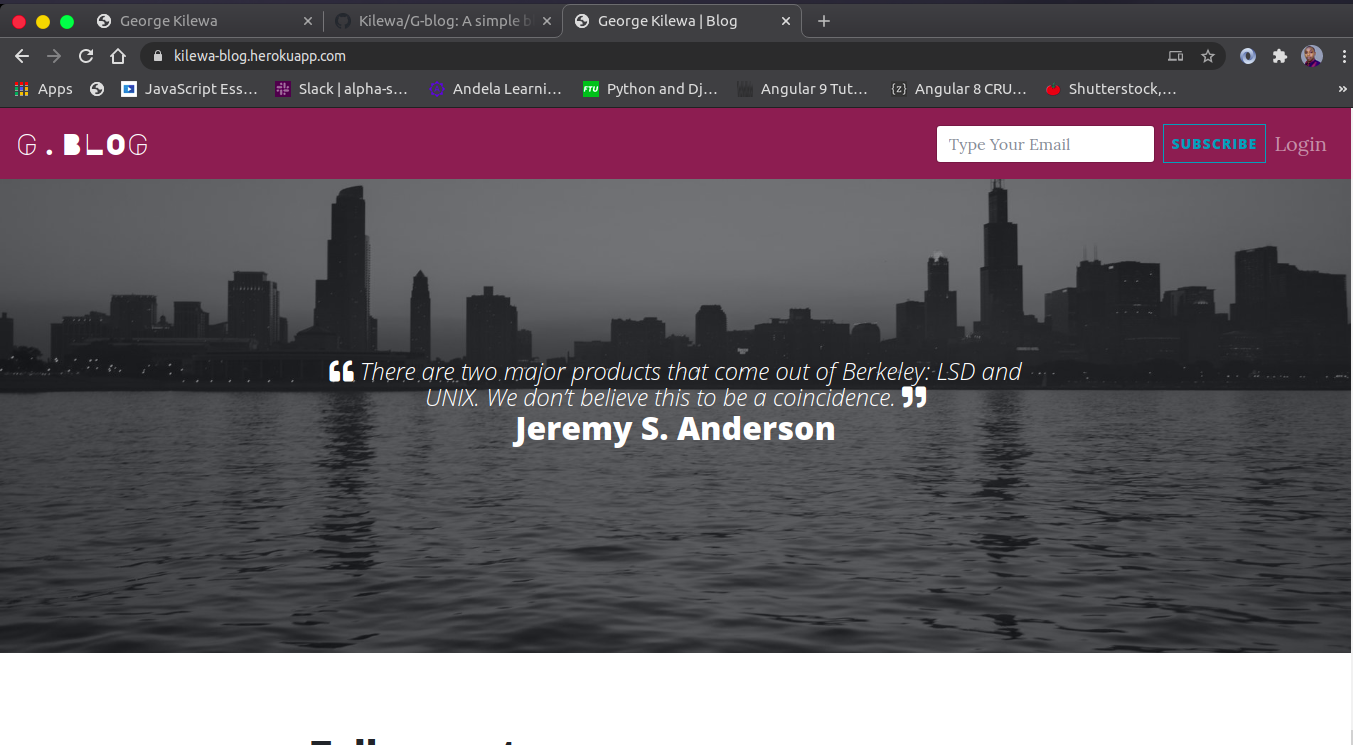 George Kilewa
Kilewa/G-blog: A simple b
George Kilewa | Blog
kilewa-blog.herokuapp.com
Apps
JavaScript Ess...
Slack | alpha-s...
Andela Learni...
FTU
Python and Dj...
Angular 9 Tut...
{z}
Angular 8 CRU...
Shutterstock,...
»
G.BLOG
Type Your Email
SUBSCRIBE
Login
“ There are two major products that come out of Berkeley: LSD and
UNIX. We don’t believe this to be a coincidence. ”
Jeremy S. Anderson